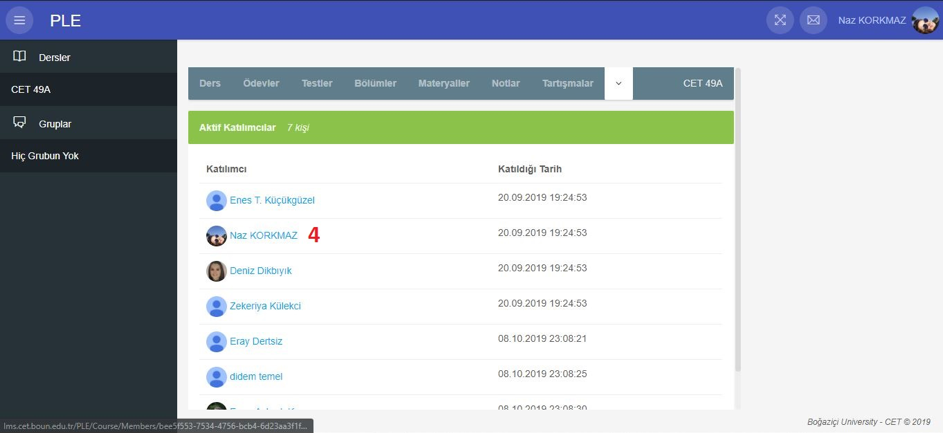 PLE
Naz KORKMAZ
Dersler
CET 49A
Gruplar
Hiç Grubun Yok
Ders Ödevler Testler Bölümler Materyaller Notlar Tartışmalar CET 49A
Aktif Katılımcılar 7 kişi
Katılımcı Katıldığı Tarih
Enes T. Küçükgüzel 20.09.2019 19:24:53
Naz KORKMAZ 4 20.09.2019 19:24:53
Deniz Dikbıyık 20.09.2019 19:24:53
Zekeriya Külekci 20.09.2019 19:24:53
Eray Dertsiz 08.10.2019 23:08:21
didem temel 08.10.2019 23:08:25
08.10.2019 23:08:30
lms.cet.boun.edu.tr/PLE/Course/Members/bee5f553-7534-4756-bcb4-6d23aa3f1f...
Boğaziçi University - CET © 2019